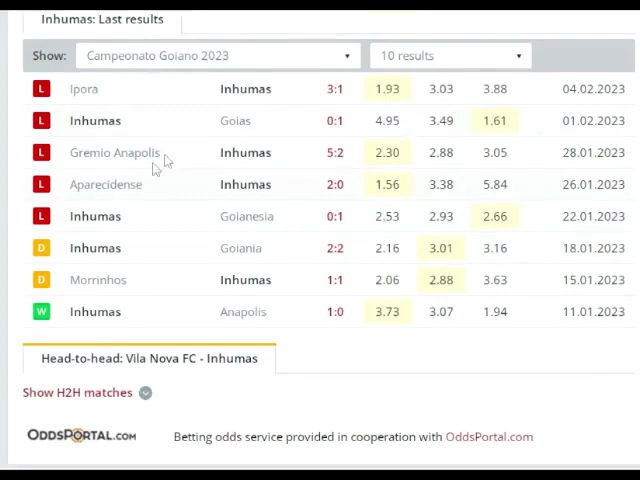 Inhumas: Last results
Show: Campeonato Goiano 2023 10 results
L Ipora Inhumas 3:1 1.93 3.03 3.88 04.02.2023
L Inhumas Goias 0:1 4.95 3.49 1.61 01.02.2023
L Gremio Anapolis Inhumas 5:2 2.30 2.88 3.05 28.01.2023
L Aparecidense Inhumas 2:0 1.56 3.38 5.84 26.01.2023
L Inhumas Goianesia 0:1 2.53 2.93 2.66 22.01.2023
D Inhumas Goiania 2:2 2.16 3.01 3.16 18.01.2023
D Morrinhos Inhumas 1:1 2.06 2.88 3.63 15.01.2023
W Inhumas Anapolis 1:0 3.73 3.07 1.94 11.01.2023
Head-to-head: Vila Nova FC - Inhumas
Show H2H matches
ODDSPORTAL.COM Betting odds service provided in cooperation with OddsPortal.com